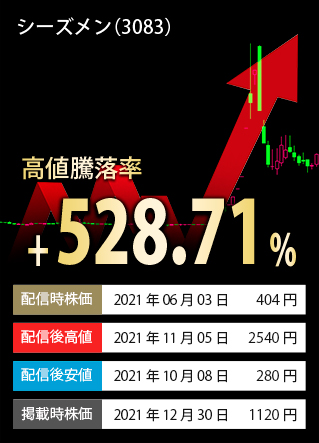 シーズメン（3083）
高値騰落率
+528.71%
配信時株価 2021年06月03日 404円
配信後高値 2021年11月05日 2540円
配信後安値 2021年10月08日 280円
掲載時株価 2021年12月30日 1120円